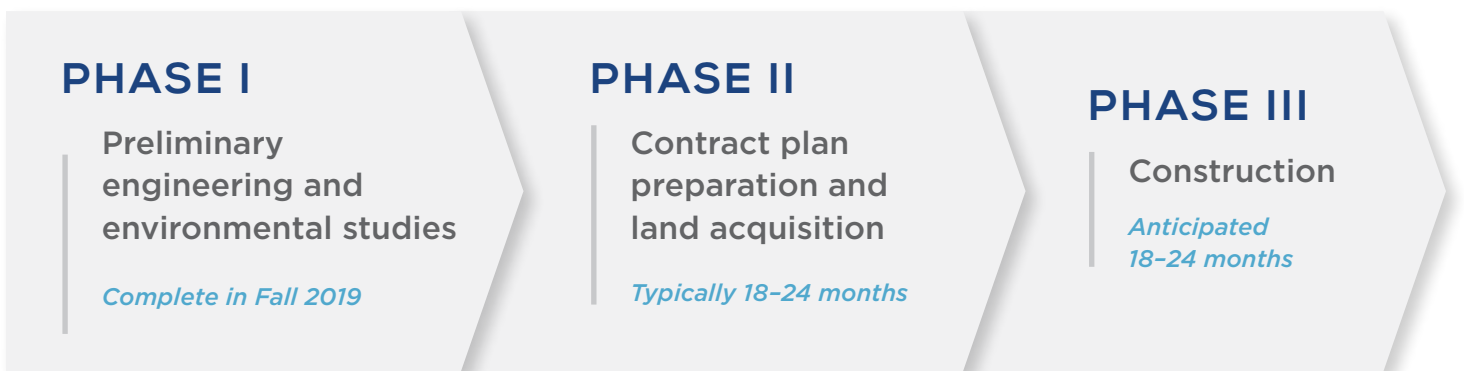 PHASE I
Preliminary
engineering and
environmental studies
Complete in Fall 2019
PHASE II
Contract plan
preparation and
land acquisition
Typically 18–24 months
PHASE III
Construction
Anticipated
18–24 months